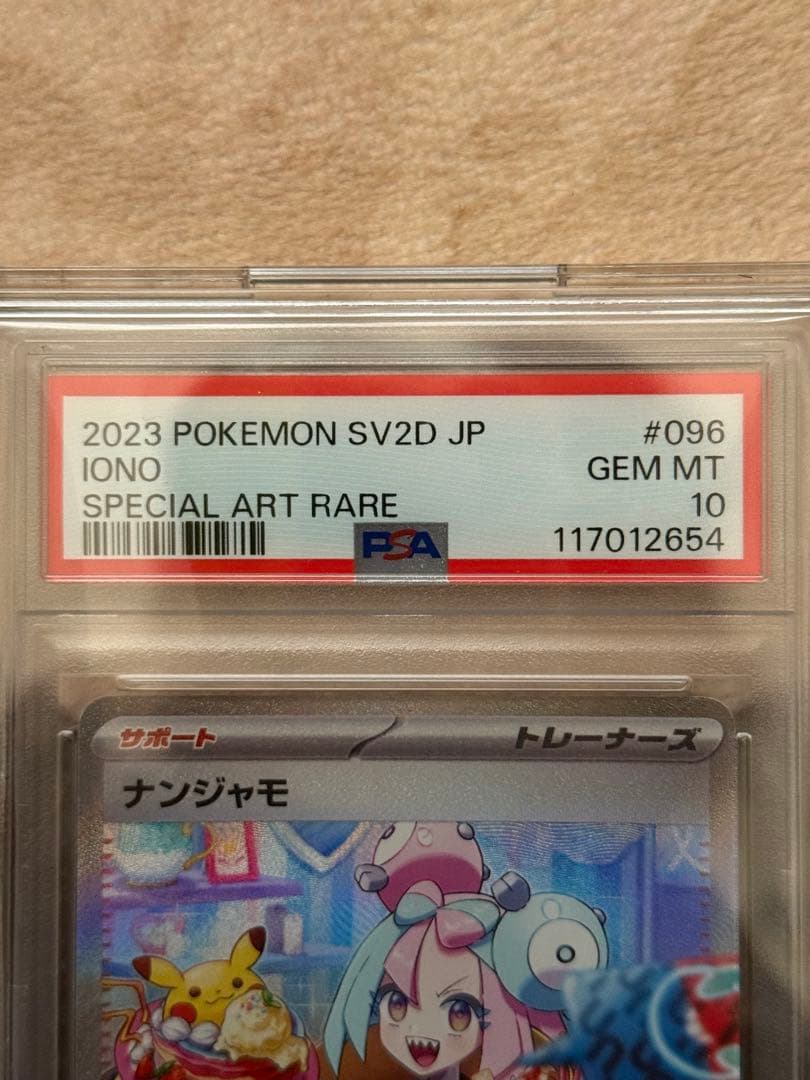 2023 POKEMON SV2D JP #096
IONO GEM MT
SPECIAL ART RARE 10
PSA 117012654
サポート トレーナーズ
ナンジャモ